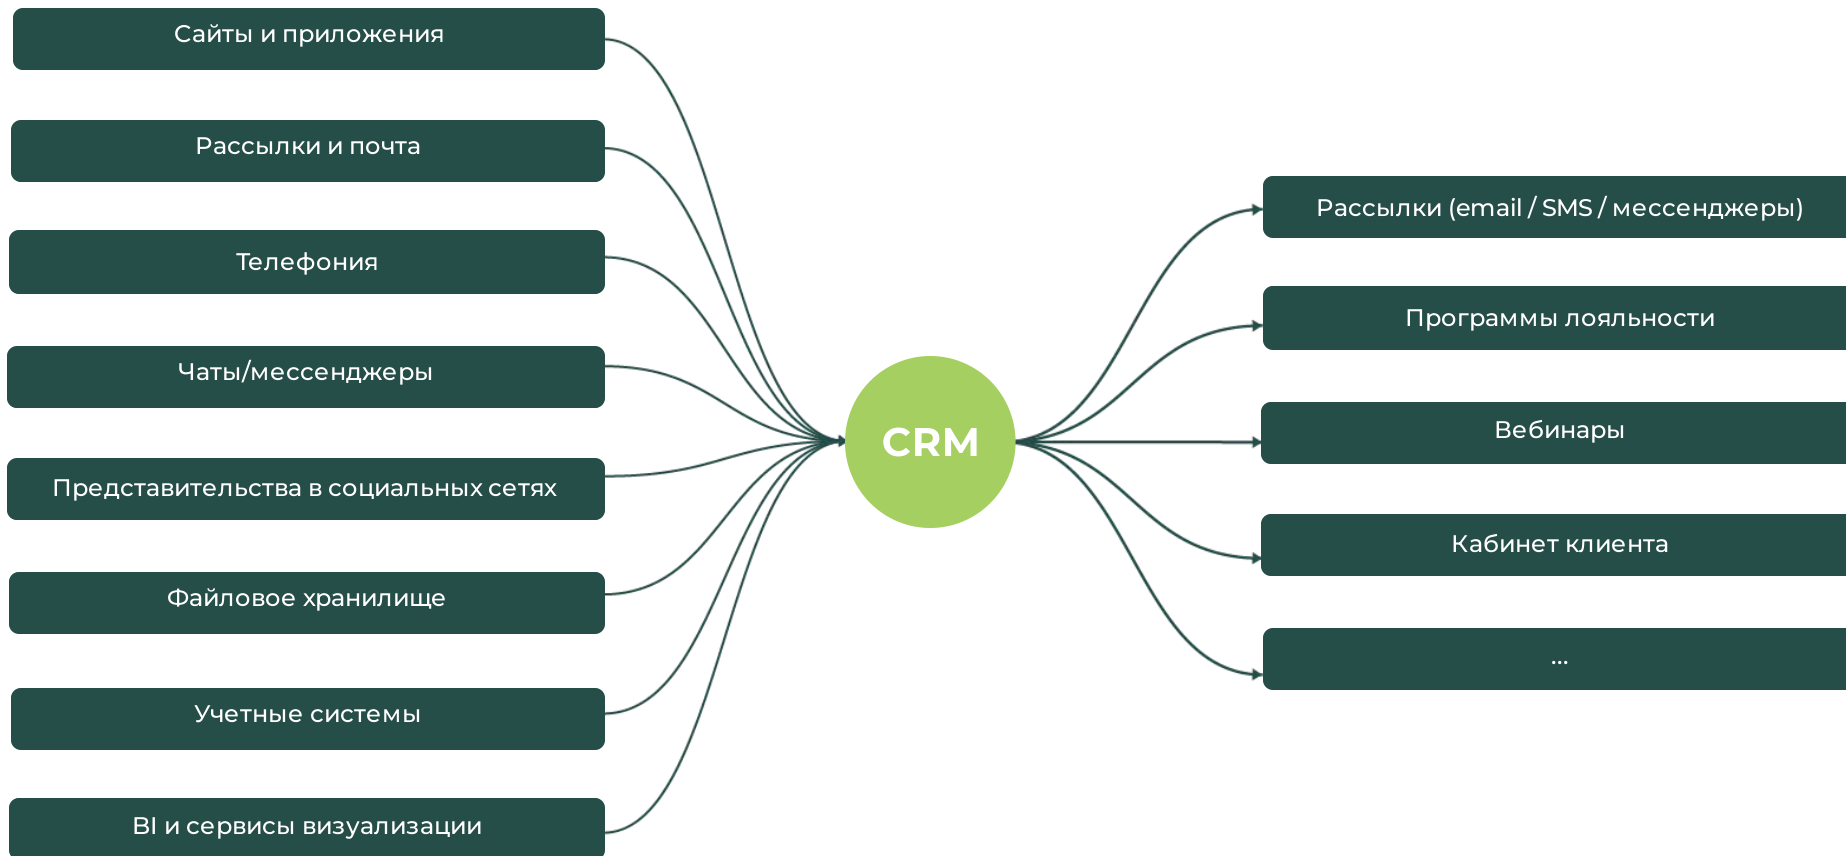 Сайты и приложения
Рассылки и почта
Телефония
Чаты/мессенджеры
Представительства в социальных сетях
Файловое хранилище
Учетные системы
BI и сервисы визуализации
CRM
Рассылки (email / SMS / мессенджеры)
Программы лояльности
Вебинары
Кабинет клиента
...